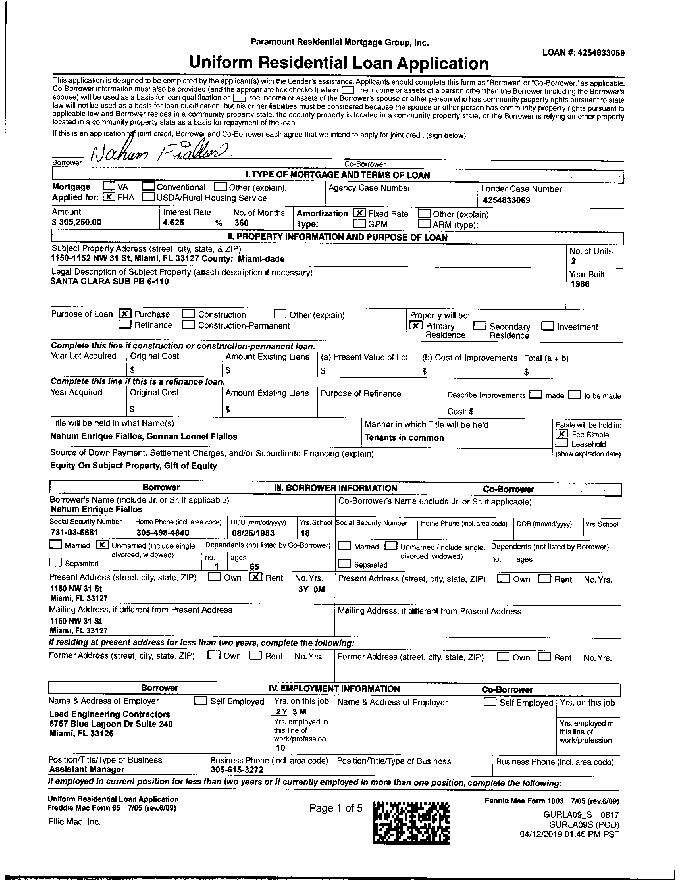 Paramount Residential Mortgage Group, Inc.
LOAN #: 4254833069
Uniform Residential Loan Application
This application is designed to be completed by the applicant(s) with the Lender's assistance. Applicants should complete this form as "Borrower" or "Co-Borrower," as applicable.
Co-Borrower information must also be provided (and the appropriate box checked) when the income or assets of a person other than the Borrower (including the Borrower's
spouse) will be used as a basis for loan qualification or the income or assets of the Borrower's spouse or other person who has community property rights pursuant to state
law will not be used as a basis for loan qualification, but his or her liabilities must be considered because the spouse or other person has community property rights pursuant to
applicable law and Borrower resides in a community property state, the security property is located in a community property state, or the Borrower is relying on other property
located in a community property state as a basis for repayment of the loan.
If this is an application for joint credit, Borrower and Co-Borrower each agree that we intend to apply for joint credit. (sign below)
Nahum Fiallos
Borrower Co-Borrower
I. TYPE OF MORTGAGE AND TERMS OF LOAN
Mortgage VA Conventional Other (explain): Agency Case Number Lender Case Number
Applied for: X FHA USDA/Rural Housing Service 4254833069
Amount Interest Rate No. of Months Amortization X Fixed Rate Other (explain)
$ 305,250.00 4.625 % 360 Type: GPM ARM (type):
II. PROPERTY INFORMATION AND PURPOSE OF LOAN
Subject Property Address (street, city, state, & ZIP) No. of Units
1150-1152 NW 31 St, Miami, FL 33127 County: Miami-dade 2
Legal Description of Subject Property (attach description if necessary) Year Built
SANTA CLARA SUB PB 6-110 1986
Purpose of Loan X Purchase Construction Other (explain) Property will be:
Refinance Construction-Permanent X Primary Residence Secondary Residence Investment
Complete this line if construction or construction-permanent loan.
Year Lot Acquired Original Cost Amount Existing Liens (a) Present Value of Lot (b) Cost of Improvements Total (a + b)
$ $ $ $ $
Complete this line if this is a refinance loan.
Year Acquired Original Cost Amount Existing Liens Purpose of Refinance Describe Improvements made to be made
$ $ Cost: $
Title will be held in what Name(s) Manner in which Title will be held Estate will be held in:
Nahum Enrique Fiallos, German Leonel Fiallos Tenants in common X Fee Simple
Leasehold
Source of Down Payment, Settlement Charges, and/or Subordinate Financing (explain) (show expiration date)
Equity On Subject Property, Gift of Equity
Borrower III. BORROWER INFORMATION Co-Borrower
Borrower's Name (include Jr. or Sr. if applicable) Co-Borrower's Name (include Jr. or Sr. if applicable)
Nahum Enrique Fiallos
Social Security Number Home Phone (incl. area code) DOB (mm/dd/yyyy) Yrs. School Social Security Number Home Phone (incl. area code) DOB (mm/dd/yyyy) Yrs. School
731-03-6681 305-498-4840 08/26/1983 18
Married X Unmarried (include single, divorced, widowed) Dependents (not listed by Co-Borrower) Married Unmarried (include single, divorced, widowed) Dependents (not listed by Borrower)
Separated no. 1 ages 65 Separated no. ages
Present Address (street, city, state, ZIP) Own X Rent No. Yrs. Present Address (street, city, state, ZIP) Own Rent No. Yrs.
1150 NW 31 St 3Y 0M
Miami, FL 33127
Mailing Address, if different from Present Address Mailing Address, if different from Present Address
1150 NW 31 St
Miami, FL 33127
If residing at present address for less than two years, complete the following:
Former Address (street, city, state, ZIP) Own Rent No. Yrs. Former Address (street, city, state, ZIP) Own Rent No. Yrs.
Borrower IV. EMPLOYMENT INFORMATION Co-Borrower
Name & Address of Employer Self Employed Yrs. on this job Name & Address of Employer Self Employed Yrs. on this job
2Y 3M
Lead Engineering Contractors Yrs. employed in this line of work/profession Yrs. employed in this line of work/profession
5757 Blue Lagoon Dr Suite 240
Miami, FL 33126 10
Position/Title/Type of Business Business Phone (incl. area code) Position/Title/Type of Business Business Phone (incl. area code)
Assistant Manager 305-615-3272
If employed in current position for less than two years or if currently employed in more than one position, complete the following:
Uniform Residential Loan Application Fannie Mae Form 1003 7/05 (rev.6/09)
Freddie Mac Form 65 7/05 (rev.6/09) Page 1 of 5
Ellie Mae, Inc. GURLA09_S 0817
GURLA09S (POD)
04/12/2019 01:45 PM PST